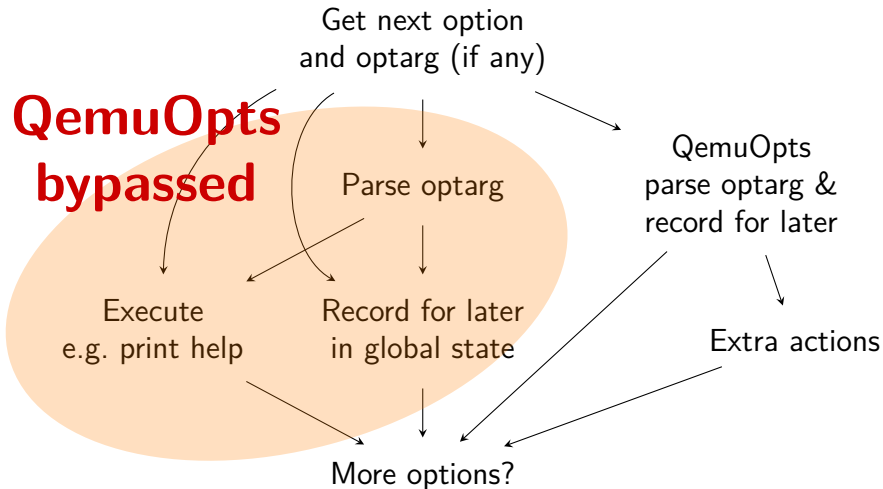 Get next option
and optarg (if any)
QemuOpts
bypassed
Parse optarg
QemuOpts
parse optarg &
record for later
Execute
e.g. print help
Record for later
in global state
Extra actions
More options?